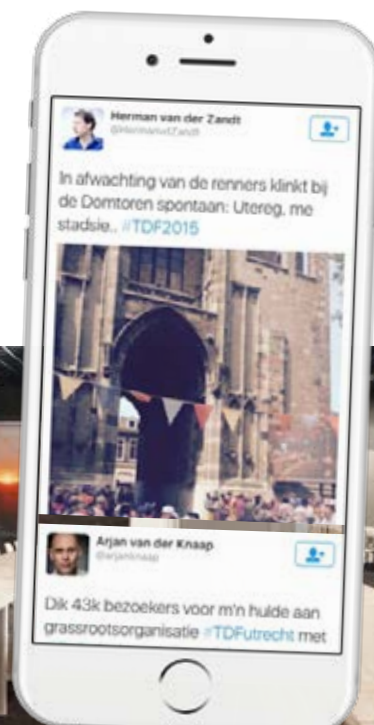 Herman van der Zandt
@HermanvdZandt
In afwachting van de renners klinkt bij
de Domtoren spontaan: Utereg, me
stadsie.. #TDF2015
Arjan van der Knaap
@arjanknaap
Dik 43k bezoekers voor m'n hulde aan
grassrootsorganisatie #TDFutrecht met